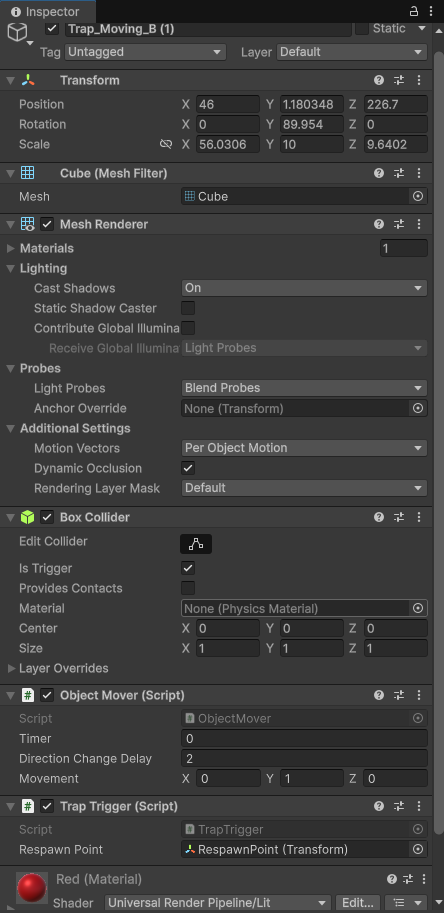 Inspector
Trap_Moving_B (1) Static
Tag Untagged Layer Default
Transform
Position X 46 Y 1.180348 Z 226.7
Rotation X 0 Y 89.954 Z 0
Scale X 56.0306 Y 10 Z 9.6402
Cube (Mesh Filter)
Mesh Cube
Mesh Renderer
Materials 1
Lighting
Cast Shadows On
Static Shadow Caster
Contribute Global Illumina
Receive Global Illumina Light Probes
Probes
Light Probes Blend Probes
Anchor Override None (Transform)
Additional Settings
Motion Vectors Per Object Motion
Dynamic Occlusion
Rendering Layer Mask Default
Box Collider
Edit Collider
Is Trigger
Provides Contacts
Material None (Physics Material)
Center X 0 Y 0 Z 0
Size X 1 Y 1 Z 1
Layer Overrides
# Object Mover (Script)
Script # ObjectMover
Timer 0
Direction Change Delay 2
Movement X 0 Y 1 Z 0
# Trap Trigger (Script)
Script # TrapTrigger
Respawn Point RespawnPoint (Transform)
Red (Material)
Shader Universal Render Pipeline/Lit Edit...